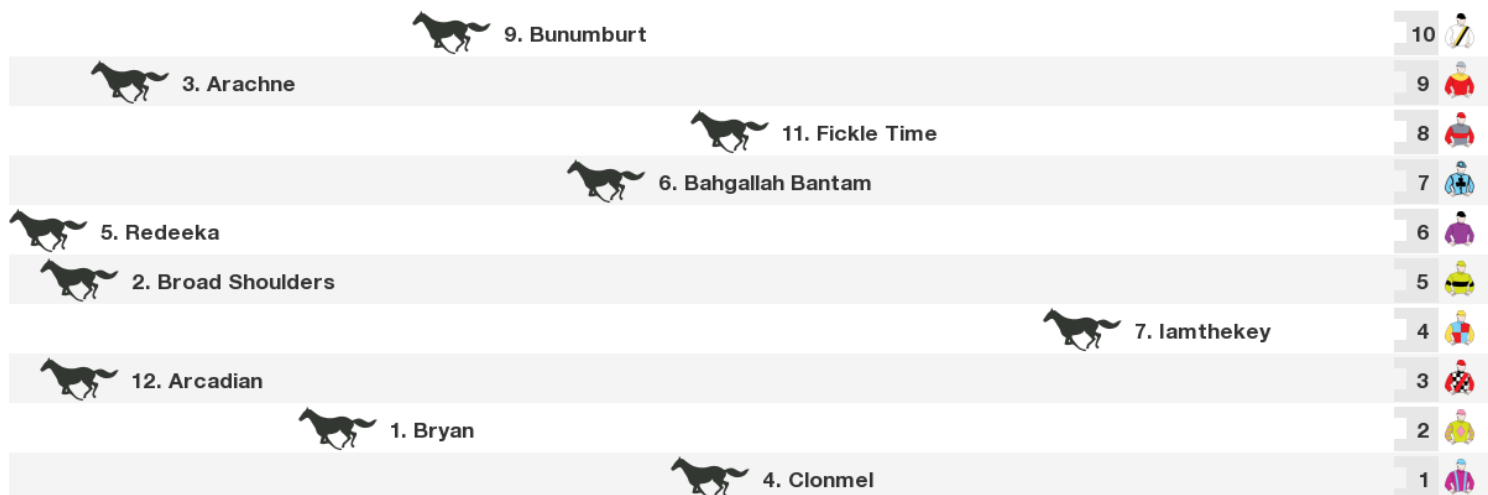 9. Bunumburt 10
3. Arachne 9
11. Fickle Time 8
6. Bahgallah Bantam 7
5. Redeeka 6
2. Broad Shoulders 5
7. Iamthekey 4
12. Arcadian 3
1. Bryan 2
4. Clonmel 1